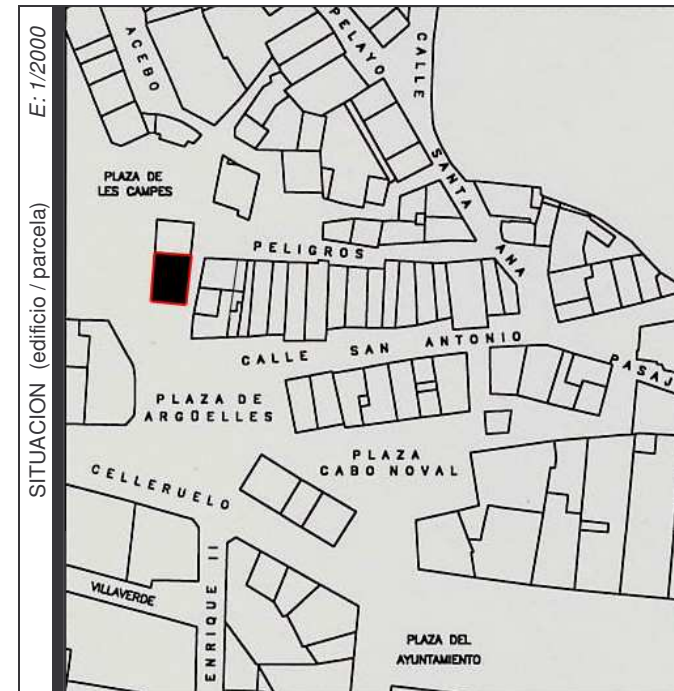 SITUACION (edificio / parcela) E: 1/2000
ACEBO
PELAYO
CALLE
SANTA ANA
PLAZA DE
LES CAMPES
PELIGROS
CALLE SAN ANTONIO
PASAJ
PLAZA DE
ARGÜELLES
PLAZA
CABO NOVAL
CELLERUELO
VILLAVERDE
ENRIQUE II
PLAZA DEL
AYUNTAMIENTO